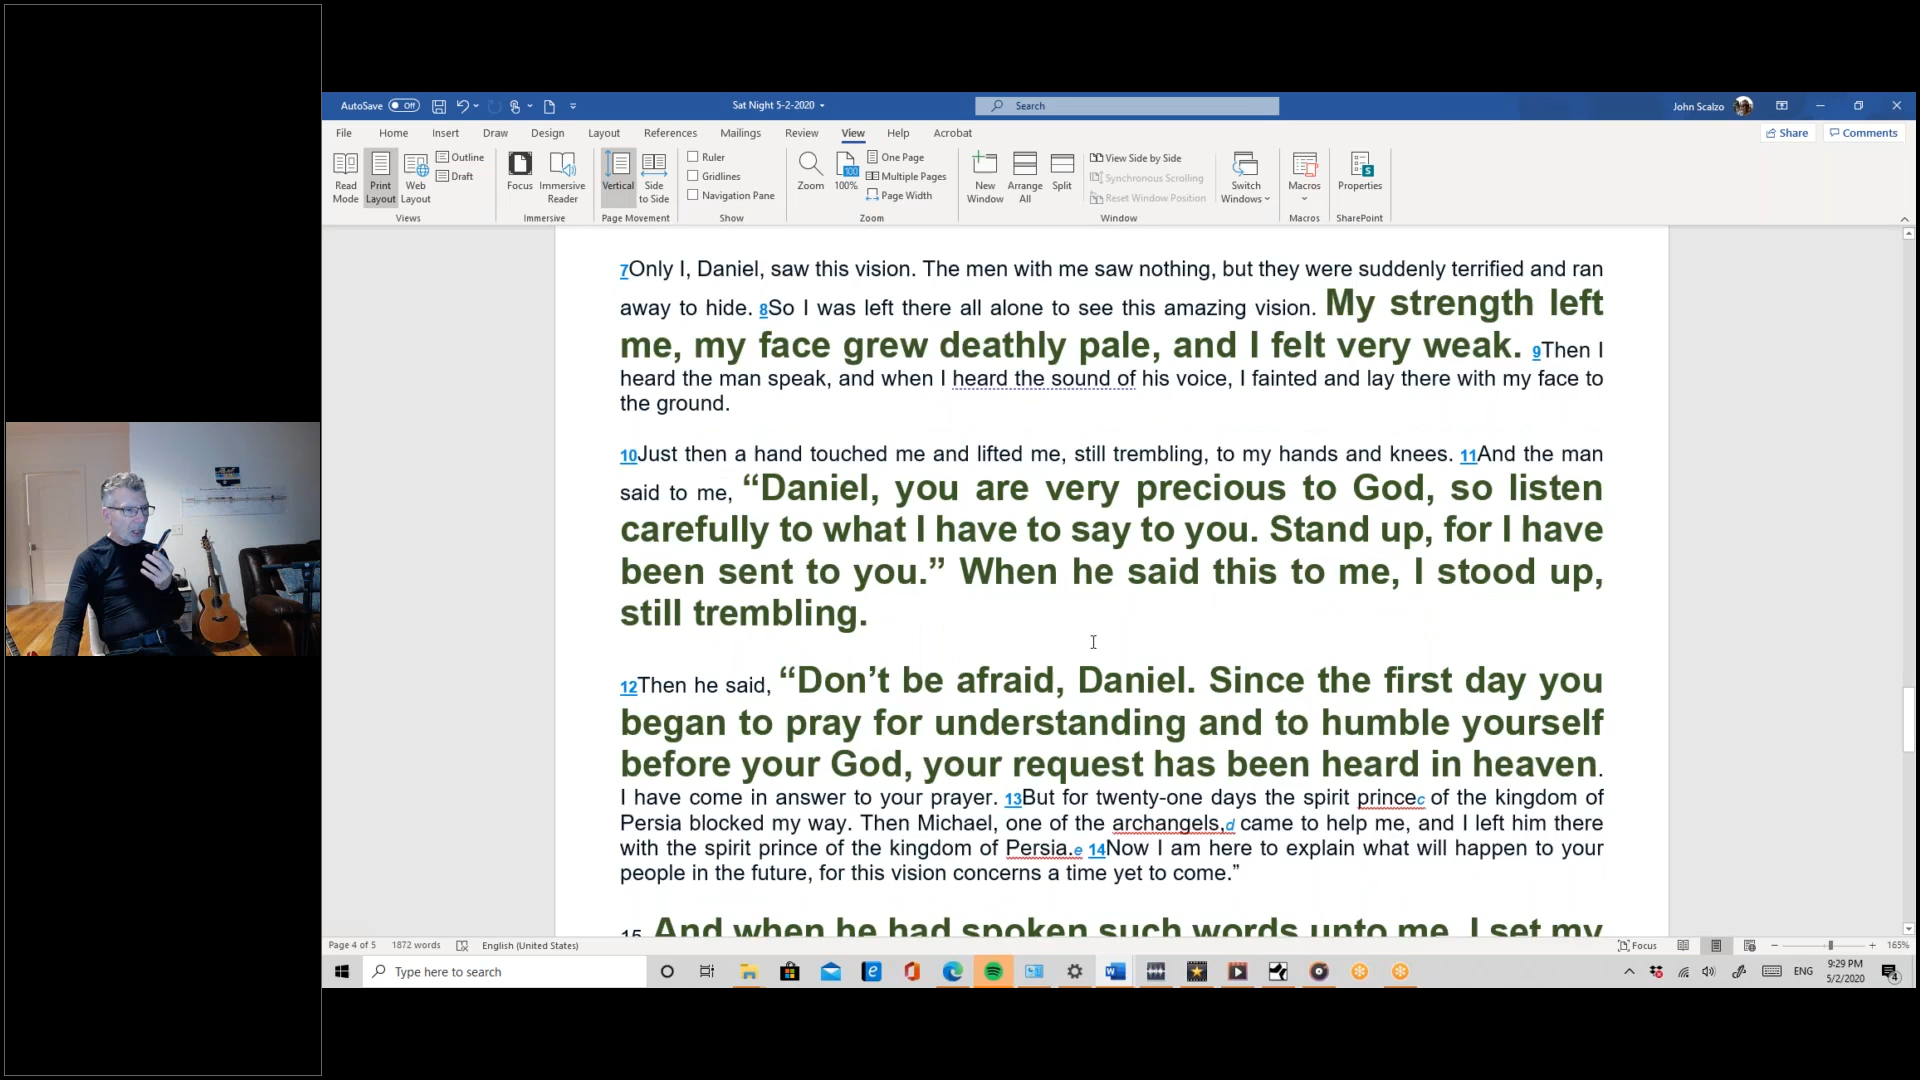 AutoSave Off Sat Night 5-2-2020 Search John Scalzo
File Home Insert Draw Design Layout References Mailings Review View Help Acrobat Share Comments
Read Mode
Print Layout
Web Layout
Outline
Draft
Views
Focus
Immersive Reader
Immersive
Vertical
Side to Side
Page Movement
Ruler
Gridlines
Navigation Pane
Show
Zoom
100
100%
One Page
Multiple Pages
Page Width
Zoom
New Window
Arrange All
Split
View Side by Side
Synchronous Scrolling
Reset Window Position
Window
Switch Windows
Macros
Macros
Properties
SharePoint
7Only I, Daniel, saw this vision. The men with me saw nothing, but they were suddenly terrified and ran
away to hide. 8So I was left there all alone to see this amazing vision. My strength left
me, my face grew deathly pale, and I felt very weak. 9Then I
heard the man speak, and when I heard the sound of his voice, I fainted and lay there with my face to
the ground.
10Just then a hand touched me and lifted me, still trembling, to my hands and knees. 11And the man
said to me, “Daniel, you are very precious to God, so listen
carefully to what I have to say to you. Stand up, for I have
been sent to you.” When he said this to me, I stood up,
still trembling.
12Then he said, “Don’t be afraid, Daniel. Since the first day you
began to pray for understanding and to humble yourself
before your God, your request has been heard in heaven.
I have come in answer to your prayer. 13But for twenty-one days the spirit princec of the kingdom of
Persia blocked my way. Then Michael, one of the archangels,d came to help me, and I left him there
with the spirit prince of the kingdom of Persia.e 14Now I am here to explain what will happen to your
people in the future, for this vision concerns a time yet to come.”
15 And when he had spoken such words unto me, I set my
Page 4 of 5 1872 words English (United States) Focus 165%
Type here to search ENG 9:29 PM
5/2/2020 4